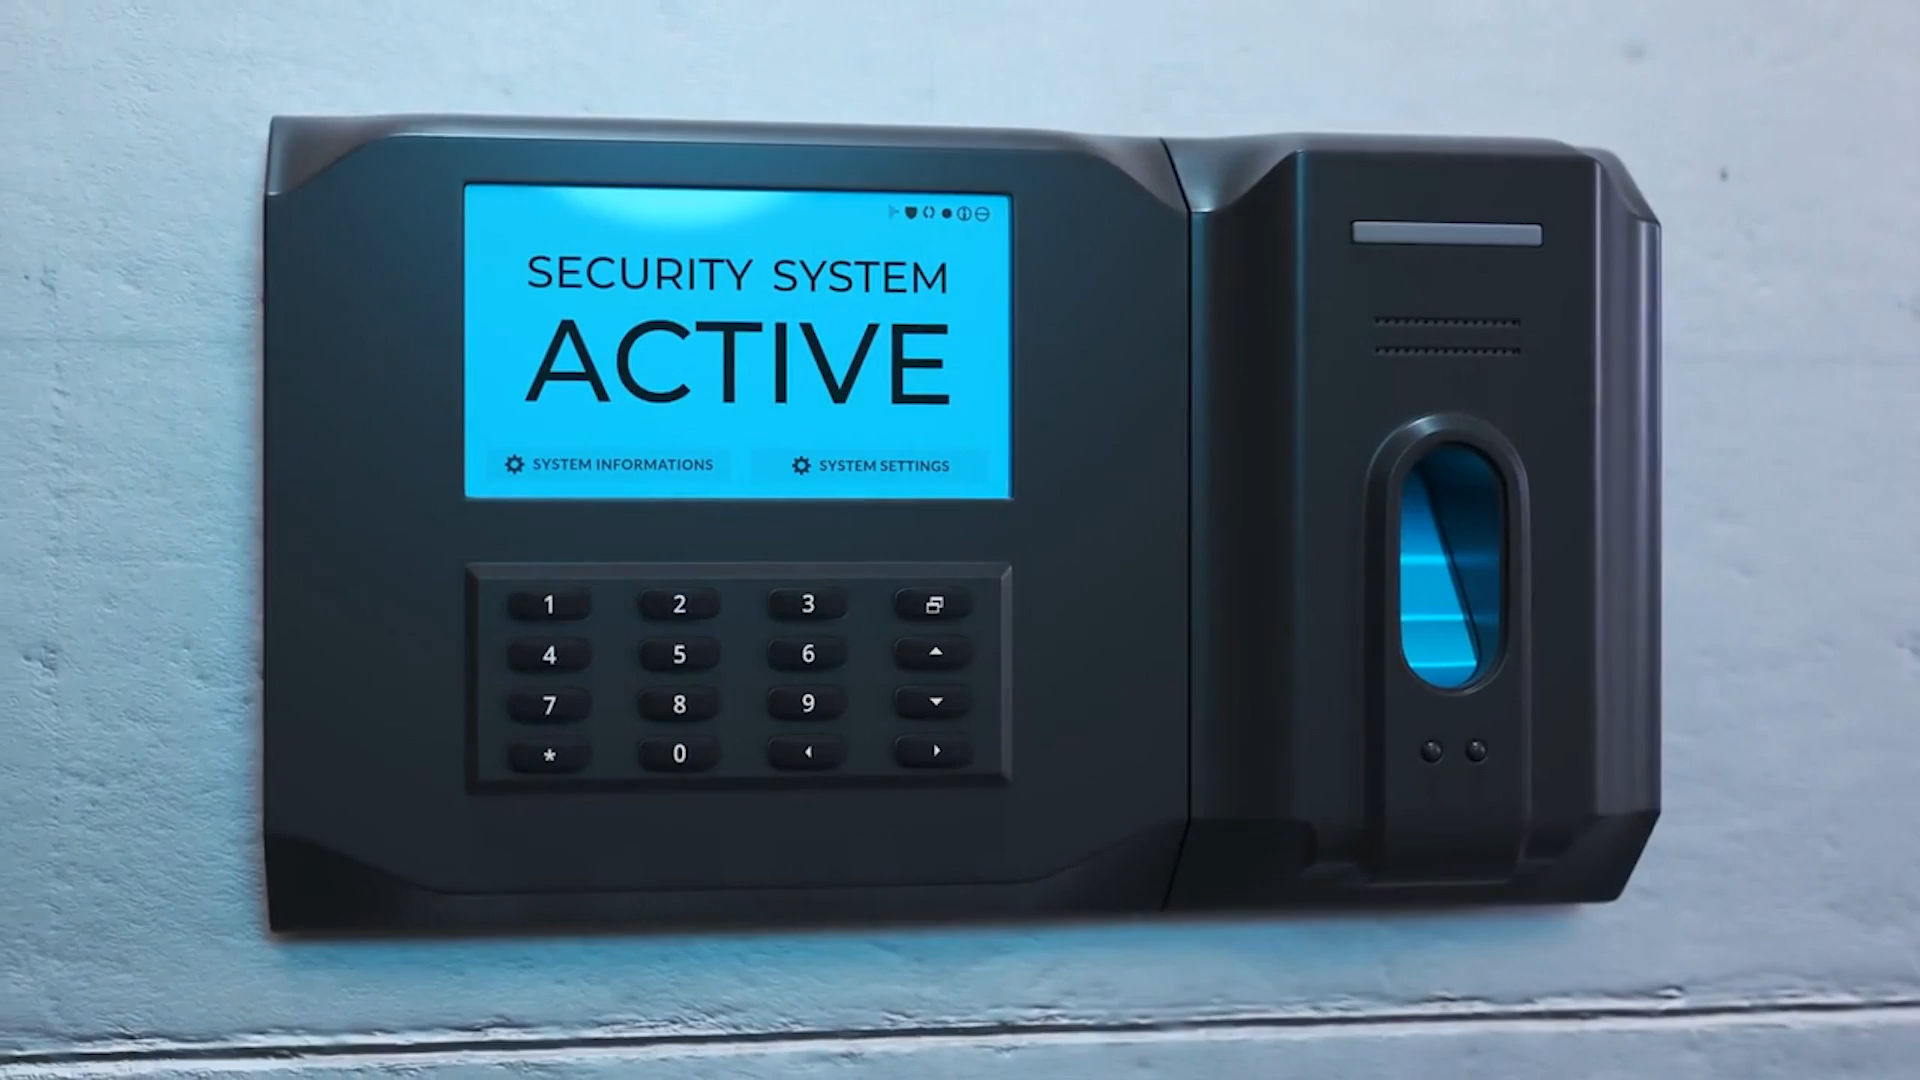 SECURITY SYSTEM
ACTIVE
SYSTEM INFORMATIONS SYSTEM SETTINGS
1 2 3
4 5 6
7 8 9
* 0